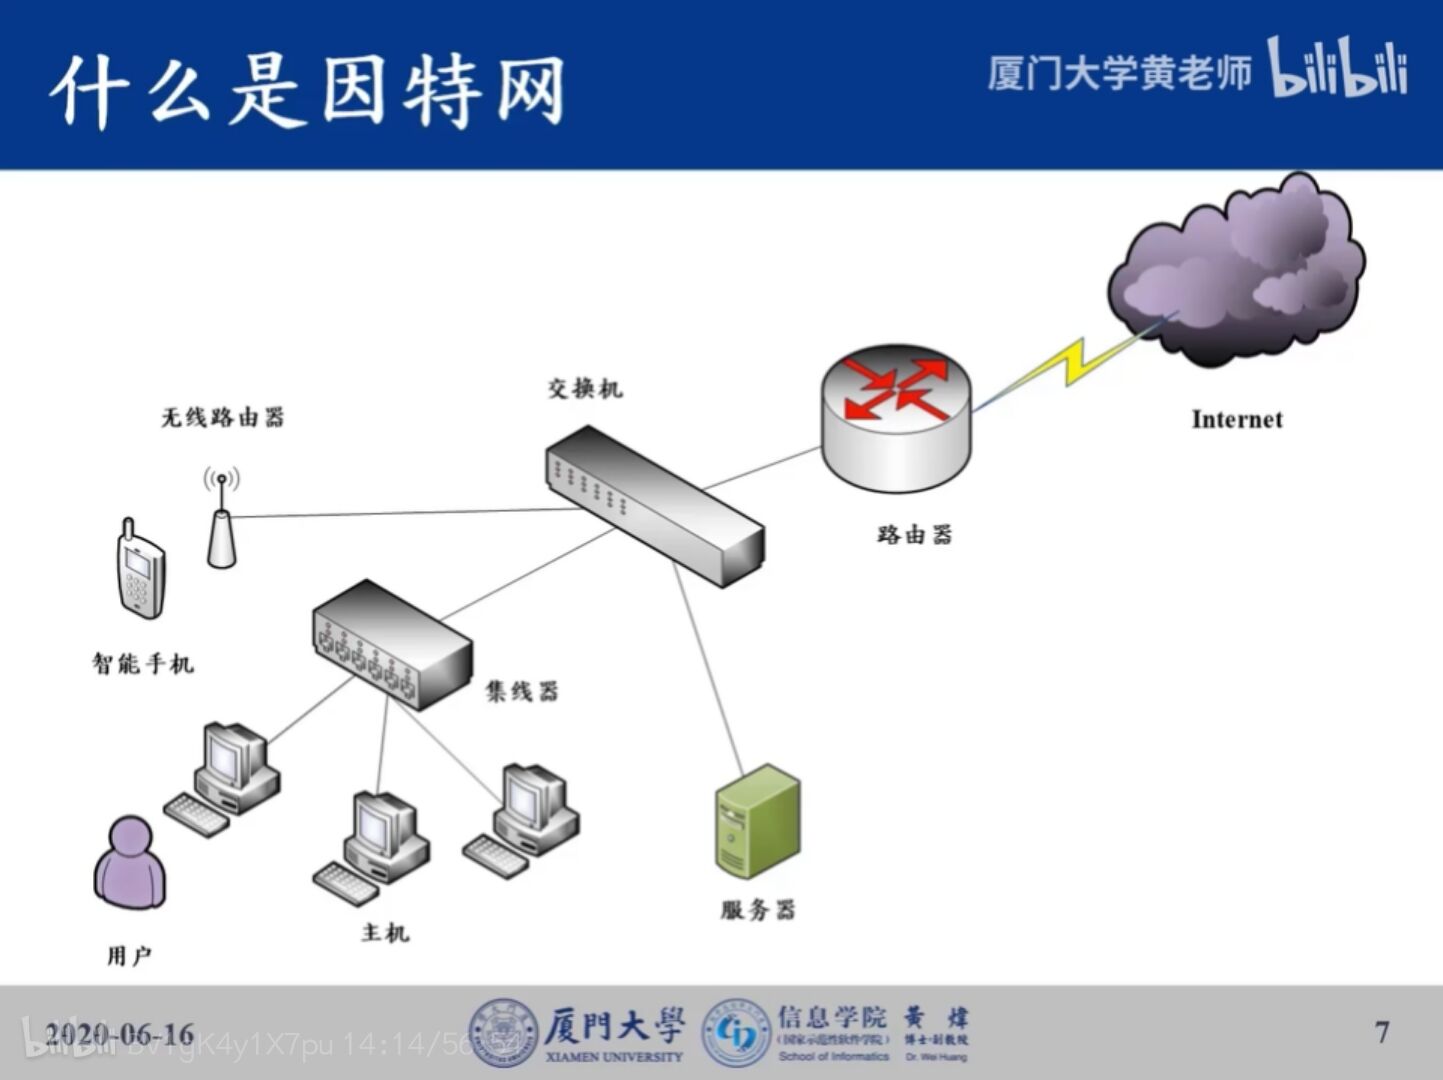 什么是因特网
厦门大学黄老师 bilibili
交换机
无线路由器
Internet
路由器
智能手机
集线器
服务器
主机
用户
2020-06-16
bilibili BV1gK4y1X7pu 14:14
厦門大學
XIAMEN UNIVERSITY
信息学院
(国家示范性软件学院)
School of Informatics
黄 炜
博士·副教授
Dr. Wei Huang
7